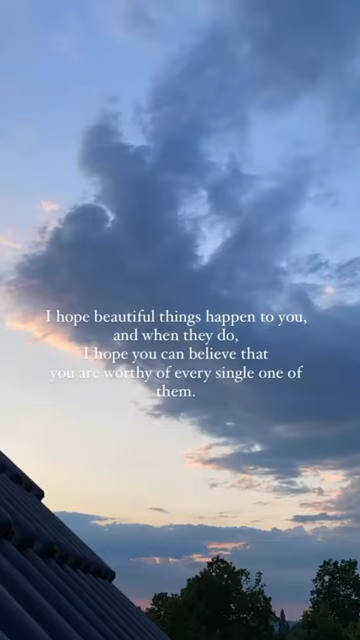 I hope beautiful things happen to you,
and when they do,
I hope you can believe that
you are worthy of every single one of
them.